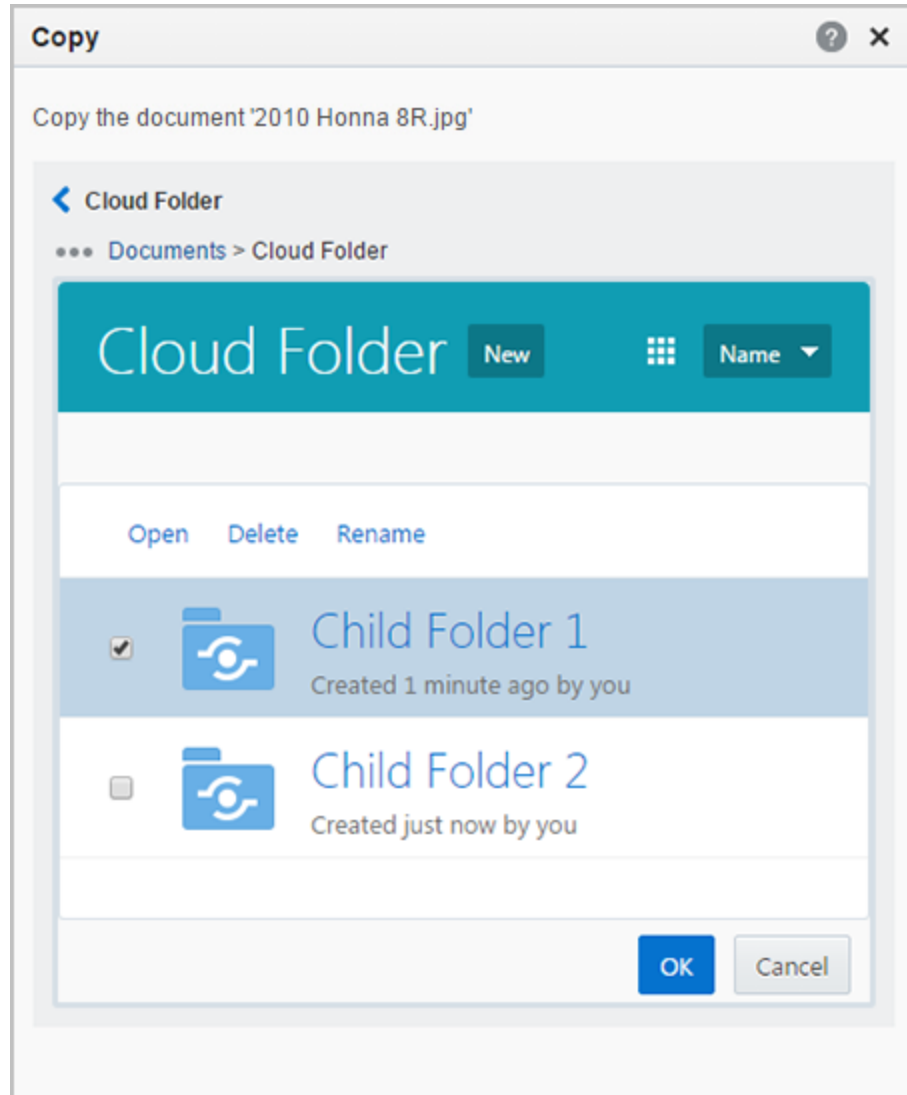 Copy ? ×
Copy the document '2010 Honna 8R.jpg'
Cloud Folder
Documents > Cloud Folder
Cloud Folder New Name
Open Delete Rename
Child Folder 1
Created 1 minute ago by you
Child Folder 2
Created just now by you
OK Cancel